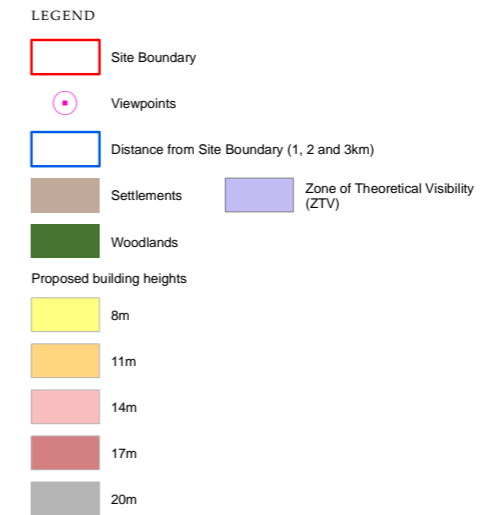 LEGEND
Site Boundary
Viewpoints
Distance from Site Boundary (1, 2 and 3km)
Settlements
Zone of Theoretical Visibility
(ZTV)
Woodlands
Proposed building heights
8m
11m
14m
17m
20m